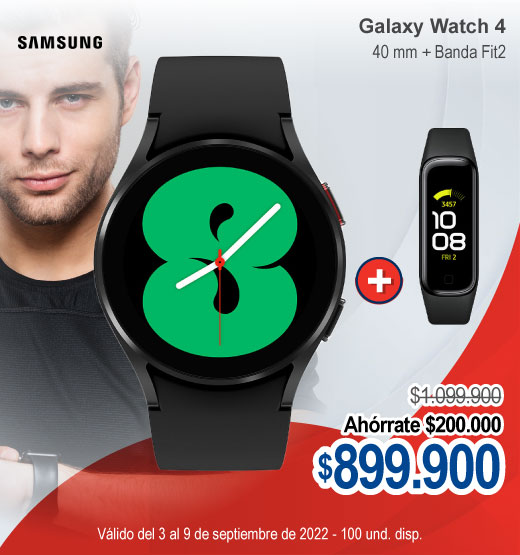 SAMSUNG
Galaxy Watch 4
40 mm + Banda Fit2
8
3457
10
08
FRI 2
+
$1.099.900
Ahórrate $200.000
$899.900
Válido del 3 al 9 de septiembre de 2022 - 100 und. disp.